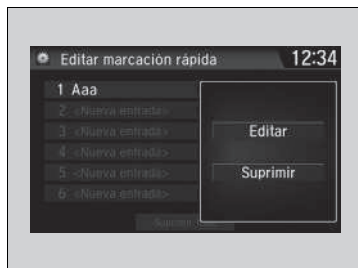 Editar marcación rápida
12:34
1 Aaa
2 <Nueva entrada>
3 <Nueva entrada>
4 <Nueva entrada>
5 <Nueva entrada>
6 <Nueva entrada>
Editar
Suprimir
Suprimir